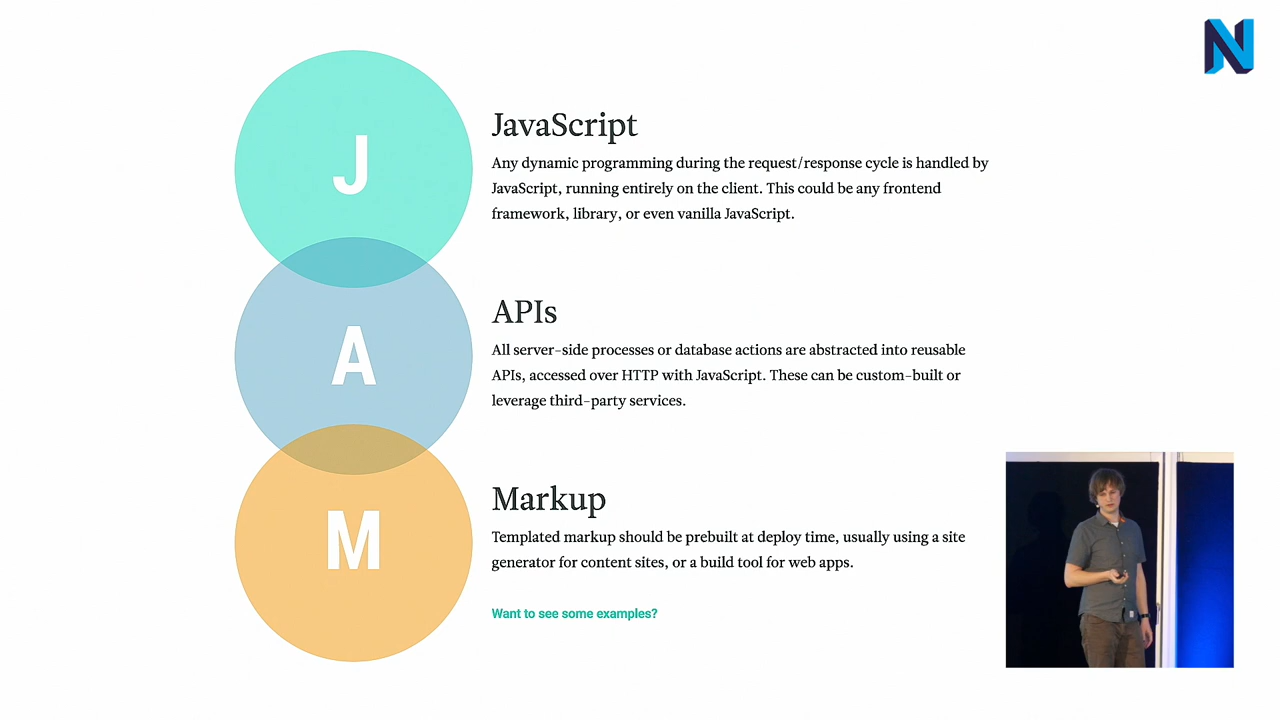 J
JavaScript
Any dynamic programming during the request/response cycle is handled by
JavaScript, running entirely on the client. This could be any frontend
framework, library, or even vanilla JavaScript.
A
APIs
All server-side processes or database actions are abstracted into reusable
APIs, accessed over HTTP with JavaScript. These can be custom-built or
leverage third-party services.
M
Markup
Templated markup should be prebuilt at deploy time, usually using a site
generator for content sites, or a build tool for web apps.
Want to see some examples?
N